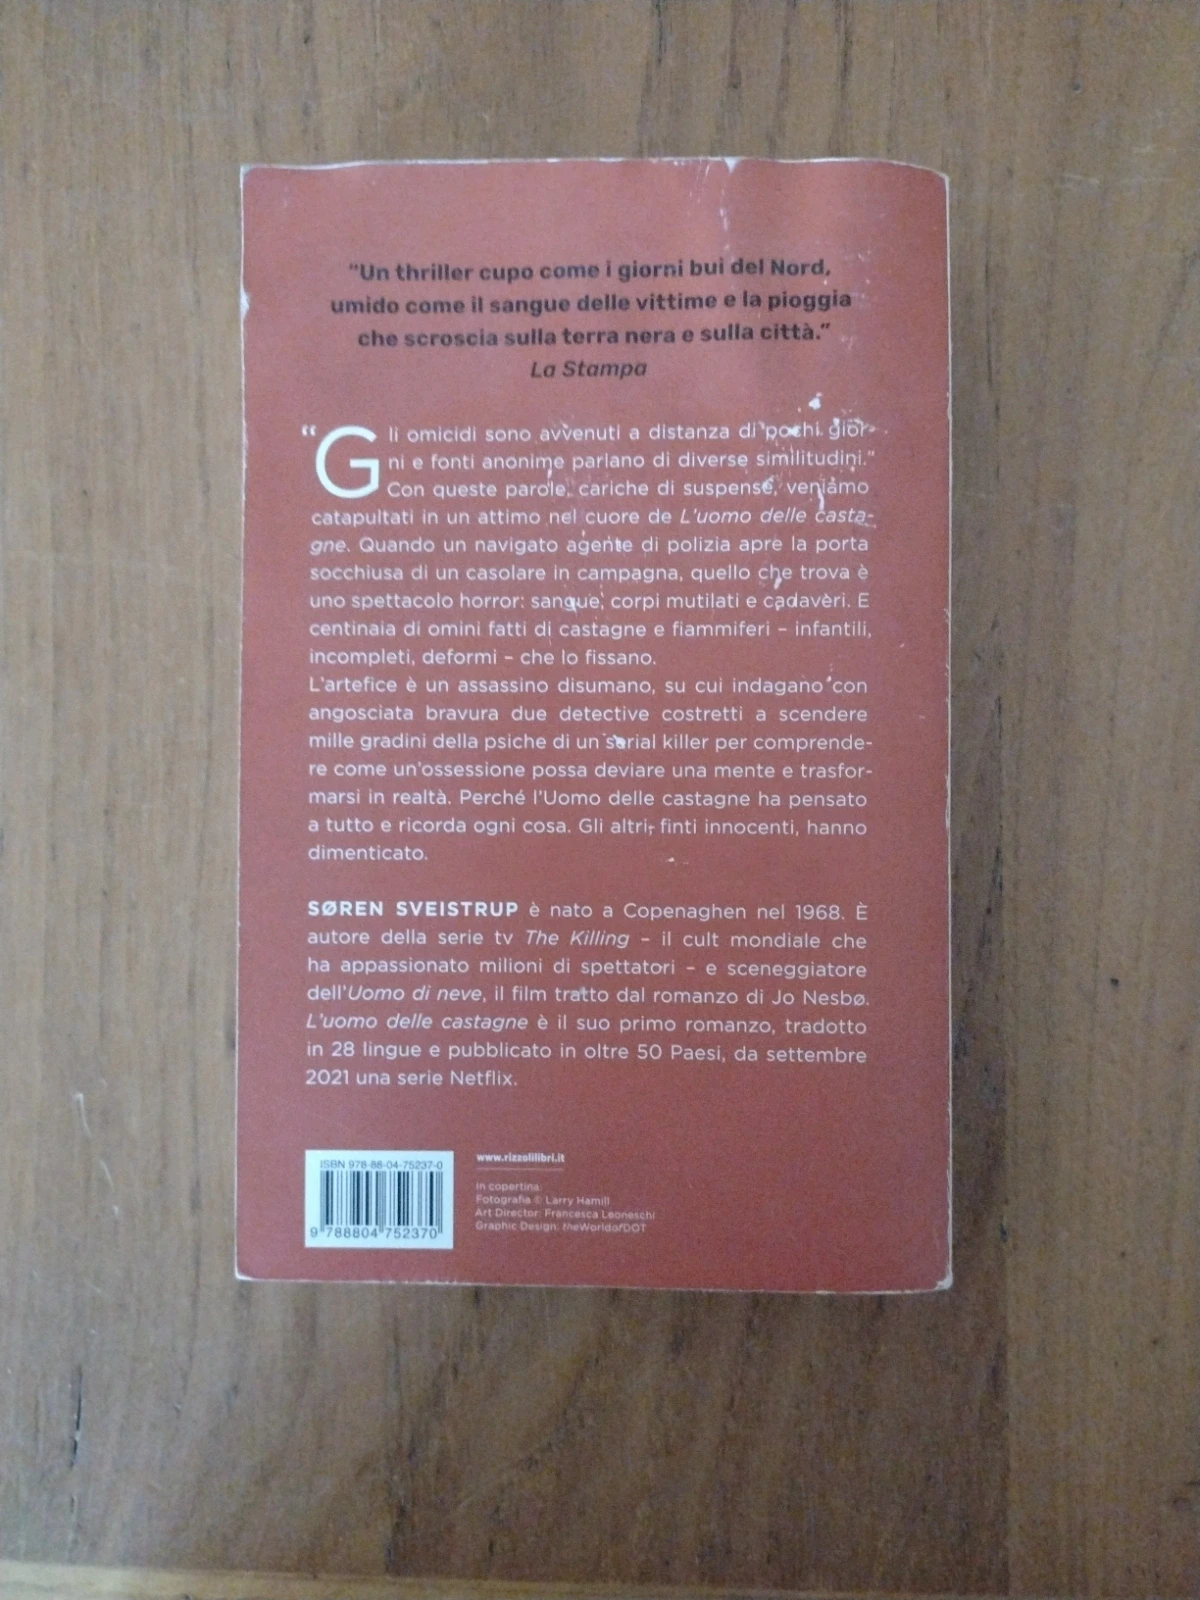 "Un thriller cupo come i giorni bui del Nord,
umido come il sangue delle vittime e la pioggia
che scroscia sulla terra nera e sulla città."
La Stampa
"Gli omicidi sono avvenuti a distanza di pochi gior-
ni e fonti anonime parlano di diverse similitudini."
Con queste parole, cariche di suspense, veniamo
catapultati in un attimo nel cuore de L'uomo delle casta-
gne. Quando un navigato agente di polizia apre la porta
socchiusa di un casolare in campagna, quello che trova è
uno spettacolo horror: sangue, corpi mutilati e cadaveri. E
centinaia di omini fatti di castagne e fiammiferi – infantili,
incompleti, deformi – che lo fissano.
L'artefice è un assassino disumano, su cui indagano con
angosciata bravura due detective costretti a scendere
mille gradini della psiche di un serial killer per comprende-
re come un'ossessione possa deviare una mente e trasfor-
marsi in realtà. Perché l'Uomo delle castagne ha pensato
a tutto e ricorda ogni cosa. Gli altri, finti innocenti, hanno
dimenticato.
SØREN SVEISTRUP è nato a Copenaghen nel 1968. È
autore della serie tv The Killing – il cult mondiale che
ha appassionato milioni di spettatori – e sceneggiatore
dell'Uomo di neve, il film tratto dal romanzo di Jo Nesbø.
L'uomo delle castagne è il suo primo romanzo, tradotto
in 28 lingue e pubblicato in oltre 50 Paesi, da settembre
2021 una serie Netflix.
ISBN 978-88-04-75237-0
9 788804 752370
www.rizzolilibri.it
In copertina:
Fotografia © Larry Hamill
Art Director: Francesca Leoneschi
Graphic Design: theWorldofDOT